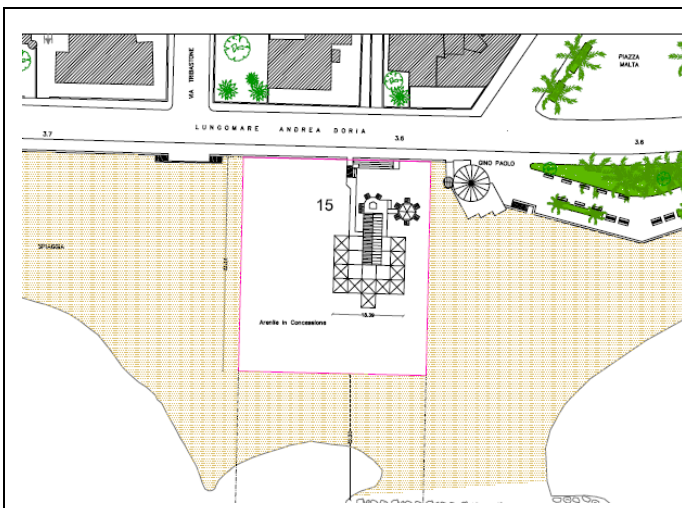 PIAZZA
MALTA
VIA TRIBASTONE
LUNGOMARE ANDREA DORIA
3.7
3.6
3.6
GINO PAOLO
15
SPIAGGIA
15.39
Arenile in Concessione